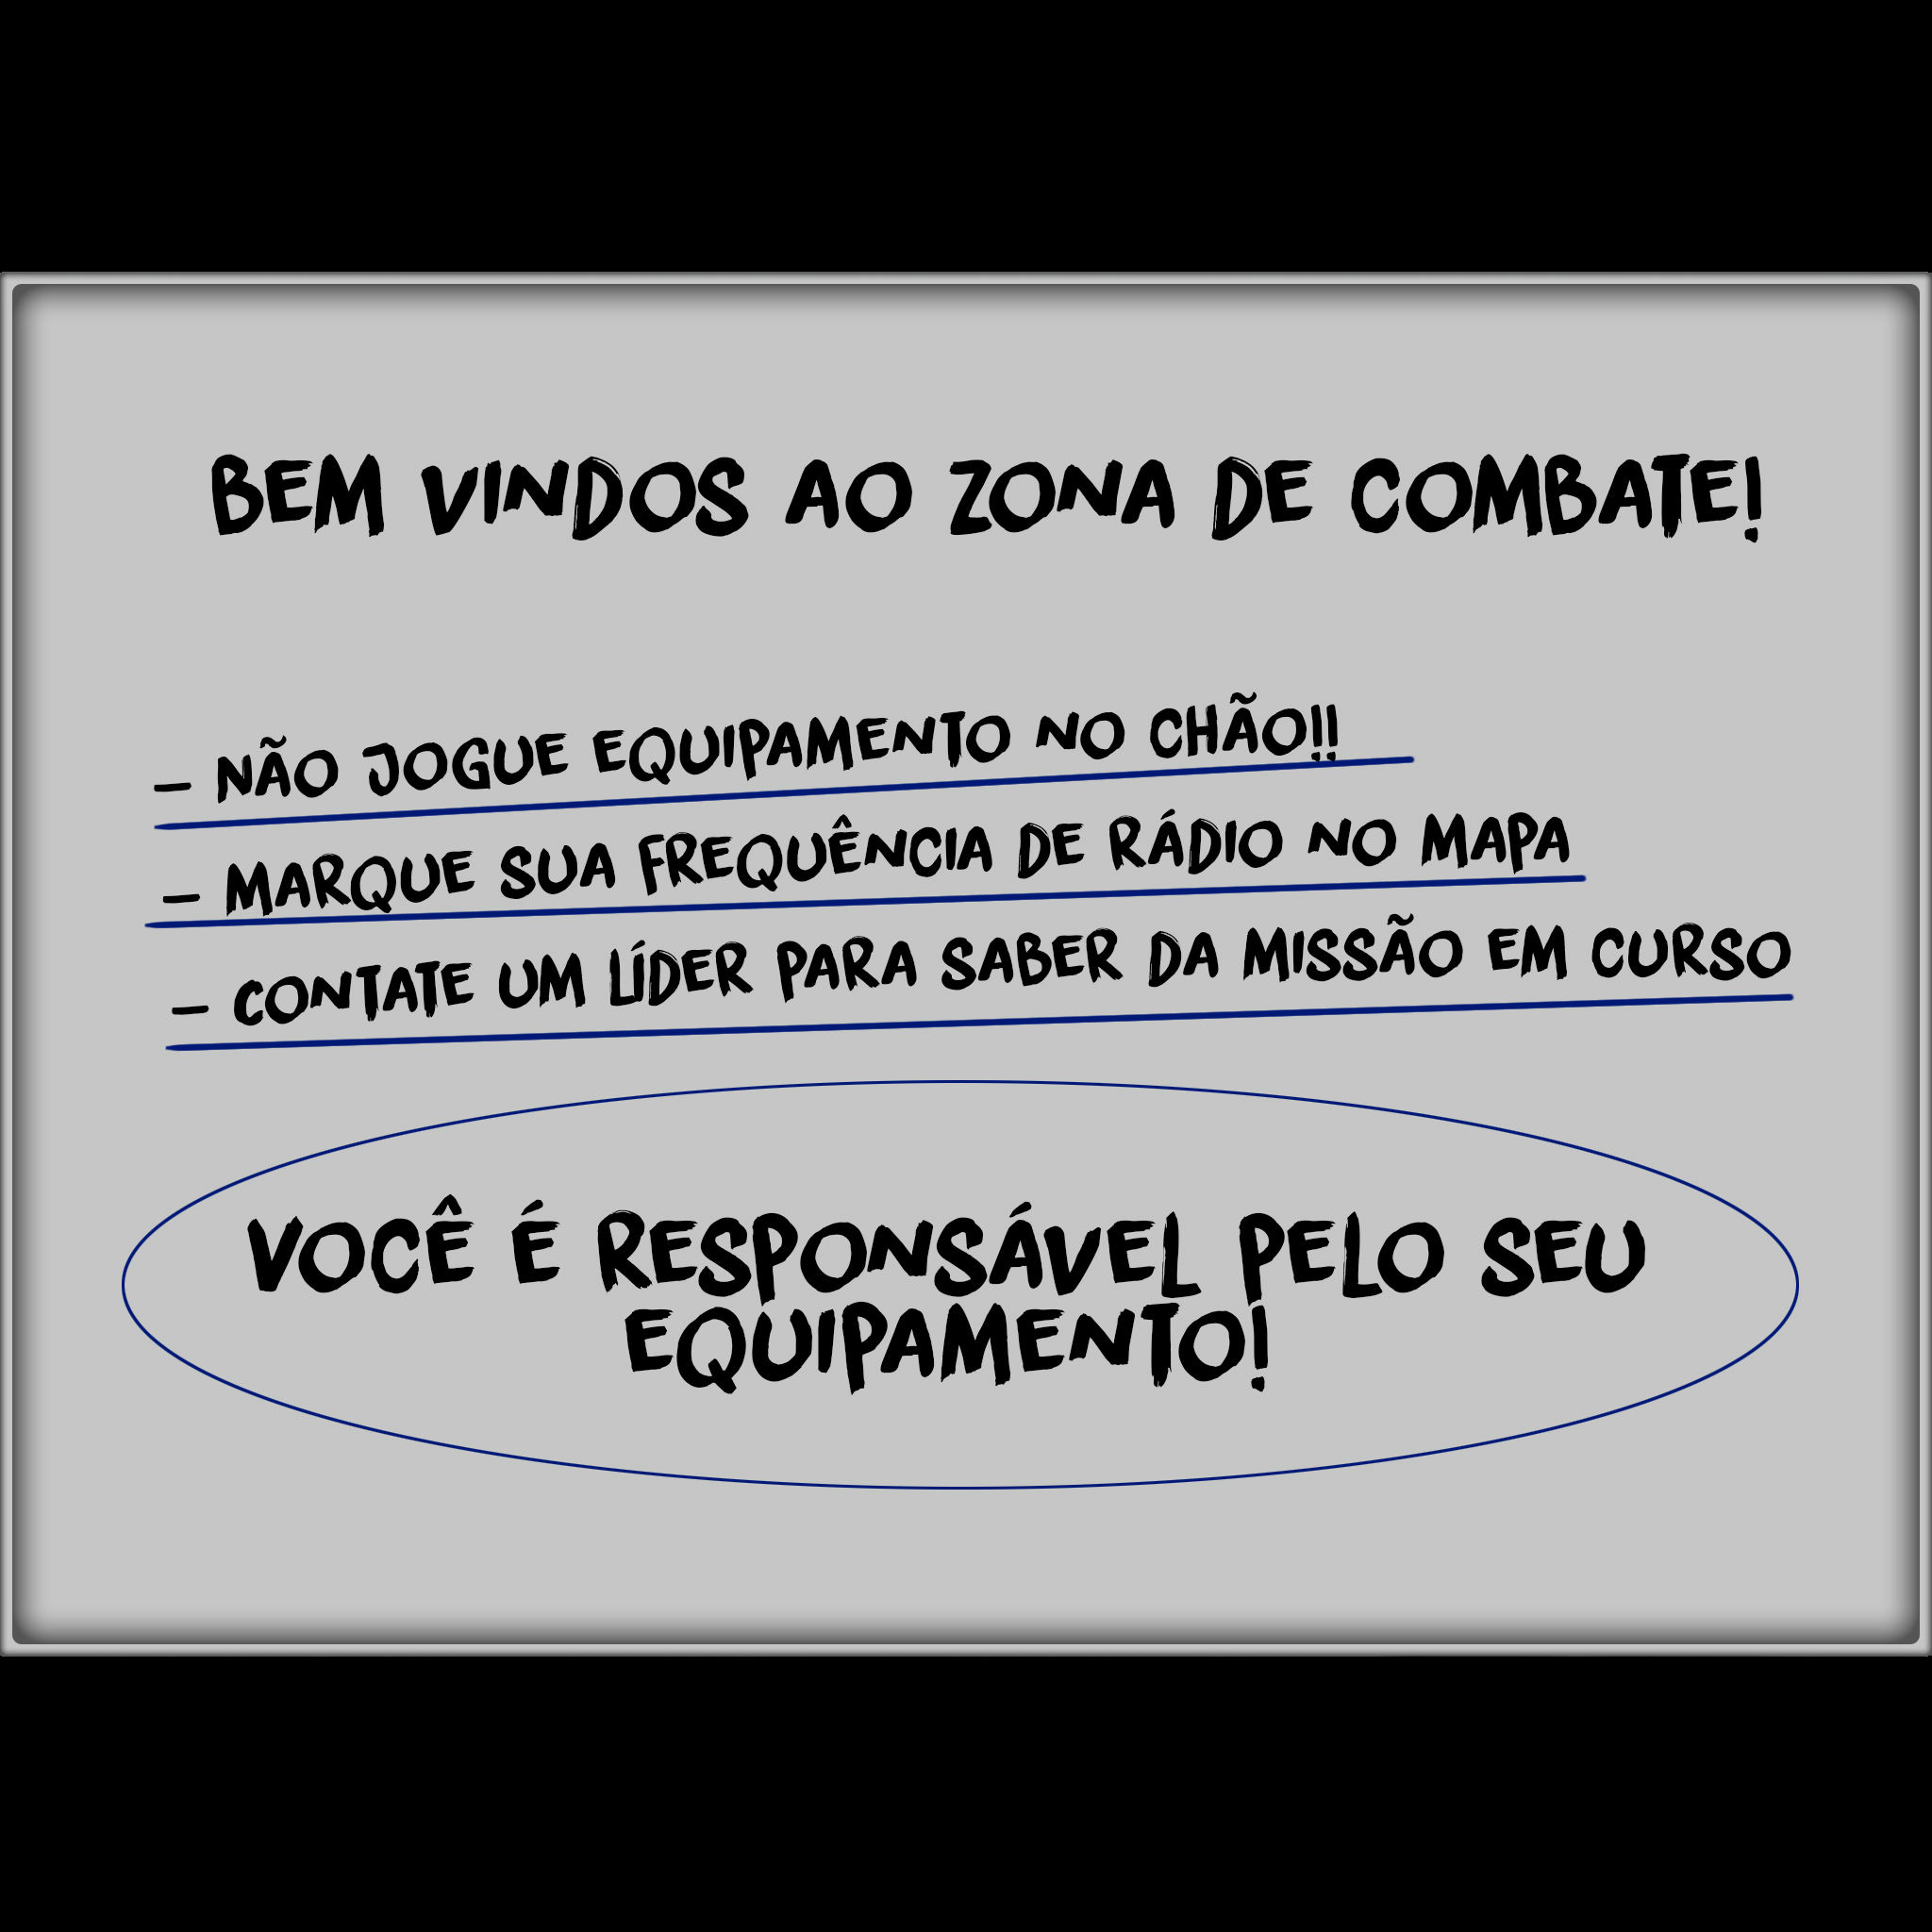 BEM VINDOS AO ZONA DE COMBATE!
- NÃO JOGUE EQUIPAMENTO NO CHÃO!!
- MARQUE SUA FREQUÊNCIA DE RÁDIO NO MAPA
- CONTATE UM LÍDER PARA SABER DA MISSÃO EM CURSO
VOCÊ É RESPONSÁVEL PELO SEU
EQUIPAMENTO!